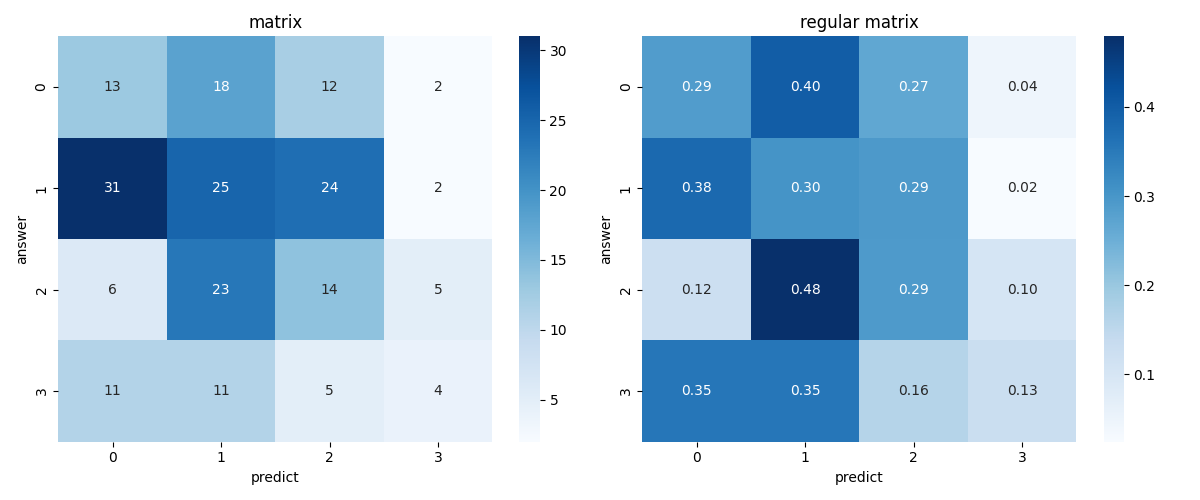 matrix
regular matrix
0 13 18 12 2
1 31 25 24 2
2 6 23 14 5
3 11 11 5 4
0 1 2 3
predict
answer
30
25
20
15
10
5
0 0.29 0.40 0.27 0.04
1 0.38 0.30 0.29 0.02
2 0.12 0.48 0.29 0.10
3 0.35 0.35 0.16 0.13
0 1 2 3
predict
answer
0.4
0.3
0.2
0.1